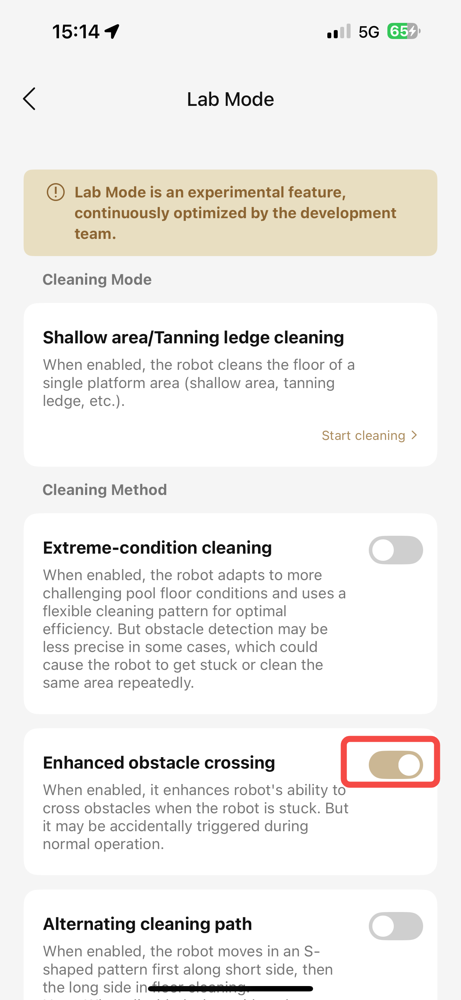 15:14
5G
65
Lab Mode
Lab Mode is an experimental feature,
continuously optimized by the development
team.
Cleaning Mode
Shallow area/Tanning ledge cleaning
When enabled, the robot cleans the floor of a
single platform area (shallow area, tanning
ledge, etc.).
Start cleaning
Cleaning Method
Extreme-condition cleaning
When enabled, the robot adapts to more
challenging pool floor conditions and uses a
flexible cleaning pattern for optimal
efficiency. But obstacle detection may be
less precise in some cases, which could
cause the robot to get stuck or clean the
same area repeatedly.
Enhanced obstacle crossing
When enabled, it enhances robot's ability to
cross obstacles when the robot is stuck. But
it may be accidentally triggered during
normal operation.
Alternating cleaning path
When enabled, the robot moves in an S-
shaped pattern first along short side, then
the long side in floor cleaning.